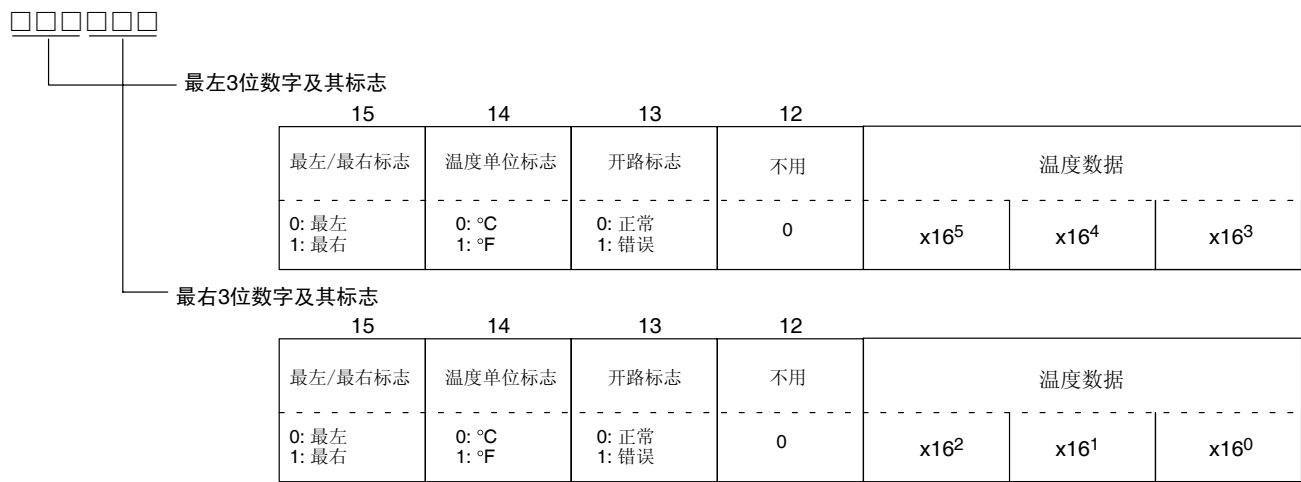 □□□□□□
最左3位数字及其标志
15 14 13 12
最左/最右标志 温度单位标志 开路标志 不用 温度数据
0: 最左 0: °C 0: 正常 0 x16⁵ x16⁴ x16³
1: 最右 1: °F 1: 错误
最右3位数字及其标志
15 14 13 12
最左/最右标志 温度单位标志 开路标志 不用 温度数据
0: 最左 0: °C 0: 正常 0 x16² x16¹ x16⁰
1: 最右 1: °F 1: 错误